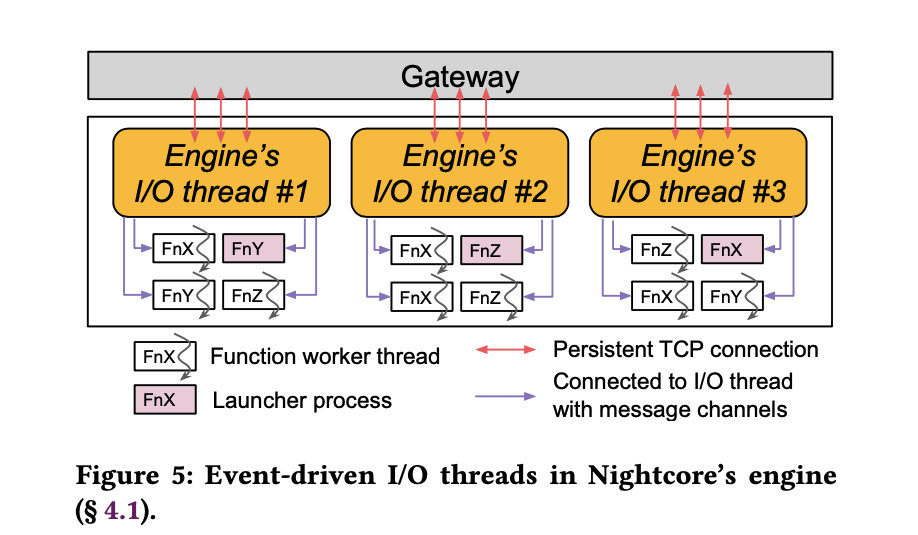 Gateway
Engine's
I/O thread #1
Engine's
I/O thread #2
Engine's
I/O thread #3
FnX FnY
FnY FnZ
FnX FnZ
FnX FnZ
FnZ FnX
FnX FnY
FnX Function worker thread
FnX Launcher process
Persistent TCP connection
Connected to I/O thread
with message channels
Figure 5: Event-driven I/O threads in Nightcore's engine
(§ 4.1).